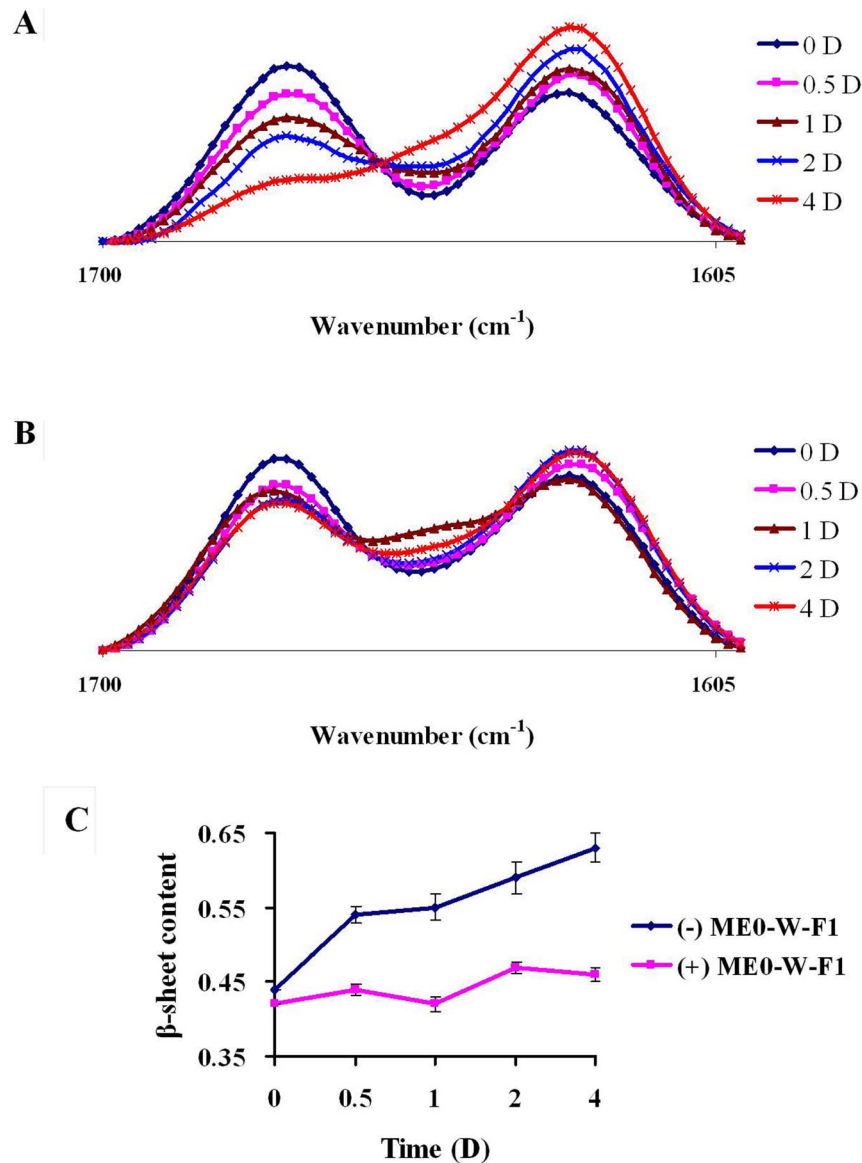 A
0 D
0.5 D
1 D
2 D
4 D
1700
1605
Wavenumber (cm⁻¹)
B
0 D
0.5 D
1 D
2 D
4 D
1700
1605
Wavenumber (cm⁻¹)
C
0.65
0.55
0.45
0.35
β-sheet content
0
0.5
1
2
4
Time (D)
(-) ME0-W-F1
(+) ME0-W-F1